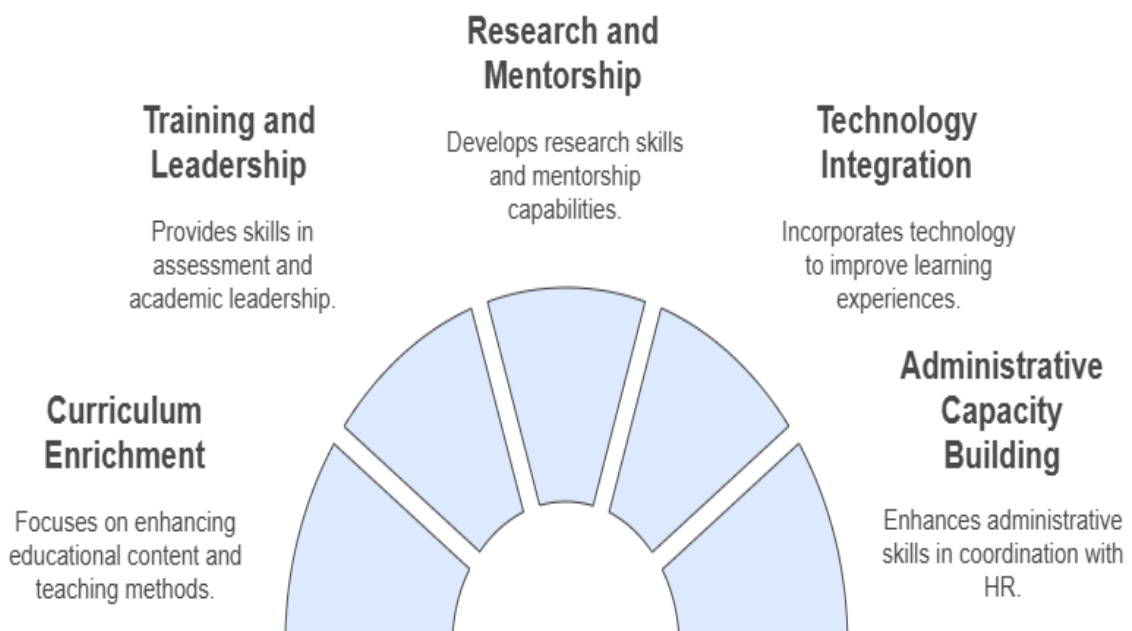 Research and
Mentorship
Develops research skills
and mentorship
capabilities.
Training and
Leadership
Provides skills in
assessment and
academic leadership.
Technology
Integration
Incorporates technology
to improve learning
experiences.
Curriculum
Enrichment
Focuses on enhancing
educational content and
teaching methods.
Administrative
Capacity
Building
Enhances administrative
skills in coordination with
HR.